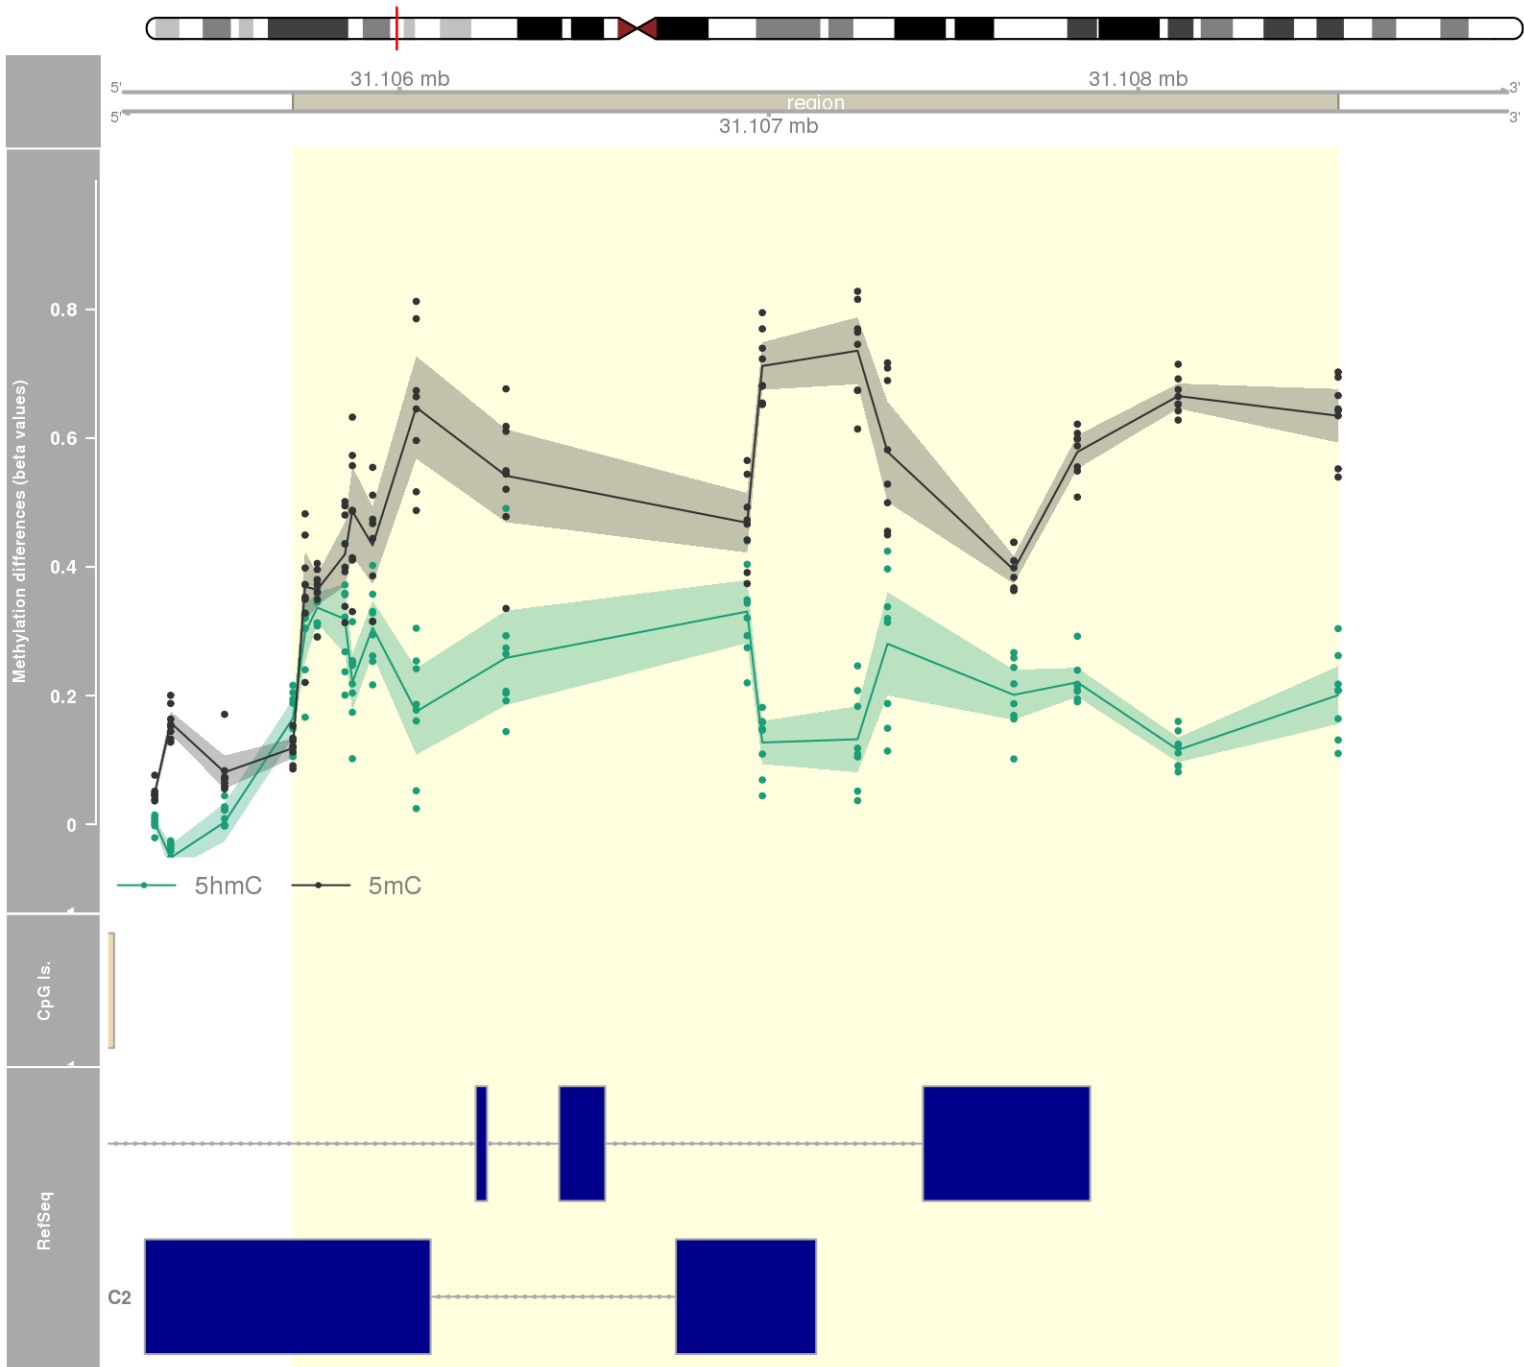 31.106 mb
31.108 mb
5'
3'
region
5'
3'
31.107 mb
Methylation differences (beta values)
0.8
0.6
0.4
0.2
0
5hmC
5mC
CpG Is.
RefSeq
C2